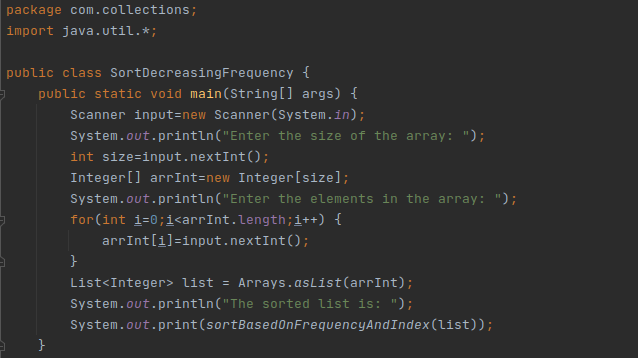 package com.collections;
import java.util.*;
public class SortDecreasingFrequency {
public static void main(String[] args) {
Scanner input=new Scanner(System.in);
System.out.println("Enter the size of the array: ");
int size=input.nextInt();
Integer[] arrInt=new Integer[size];
System.out.println("Enter the elements in the array: ");
for(int i=0;i<arrInt.length;i++) {
arrInt[i]=input.nextInt();
}
List<Integer> list = Arrays.asList(arrInt);
System.out.println("The sorted list is: ");
System.out.print(sortBasedOnFrequencyAndIndex(list));
}